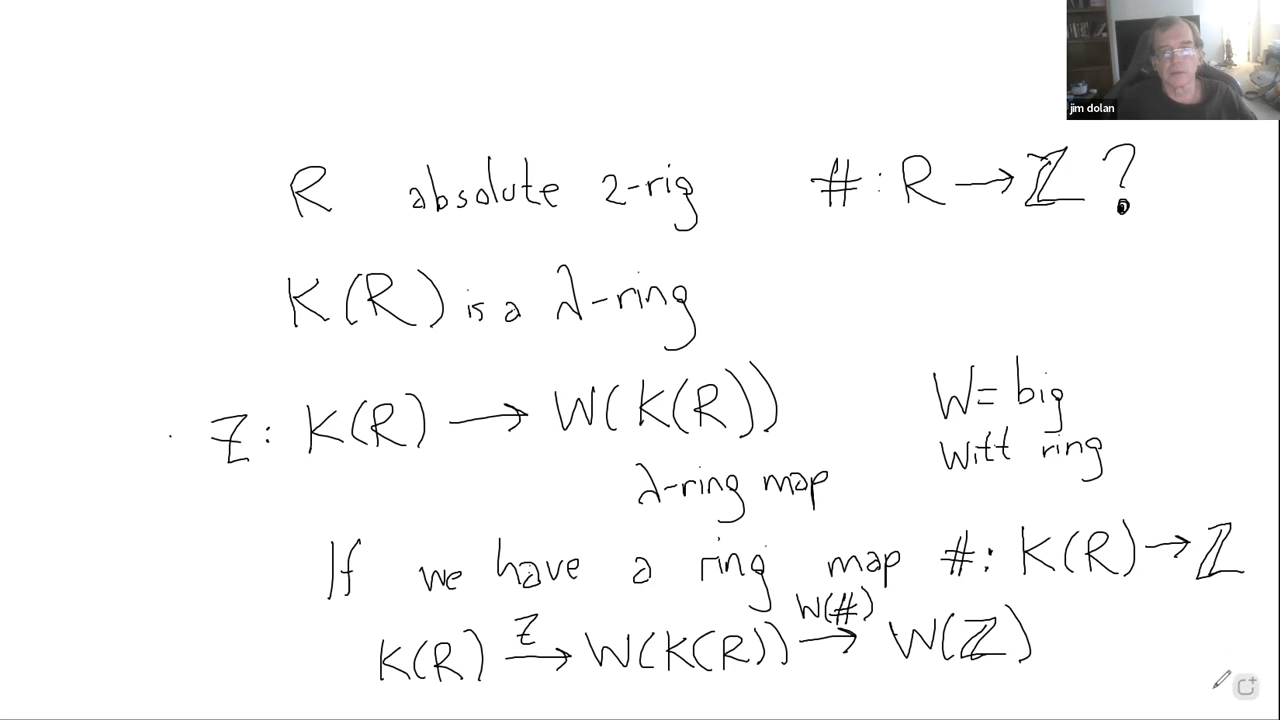 jim dolan
R absolute 2-rig #: R → ℤ ?
K(R) is a λ-ring
Z: K(R) → W(K(R)) W = big
λ-ring map Witt ring
If we have a ring map #: K(R) → ℤ
K(R) Z→ W(K(R)) W(#)→ W(ℤ)